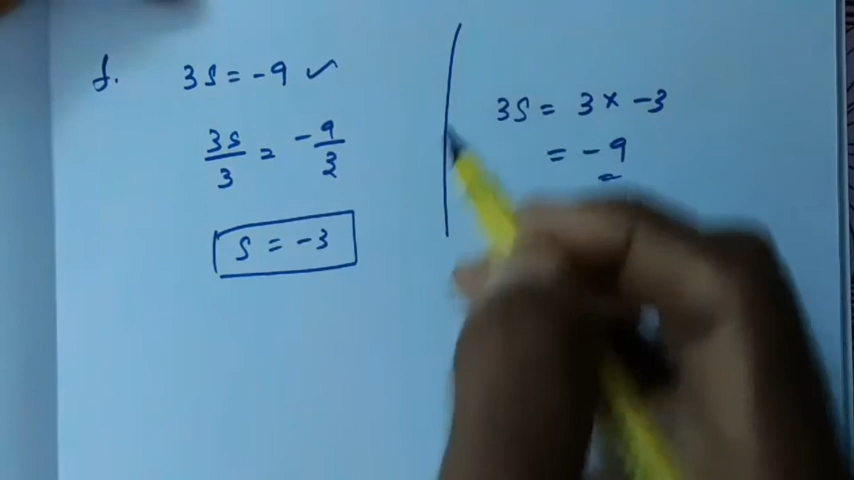 f. 3s = -9 ✓
3s/3 = -9/3
s = -3
3s = 3 × -3
= -9